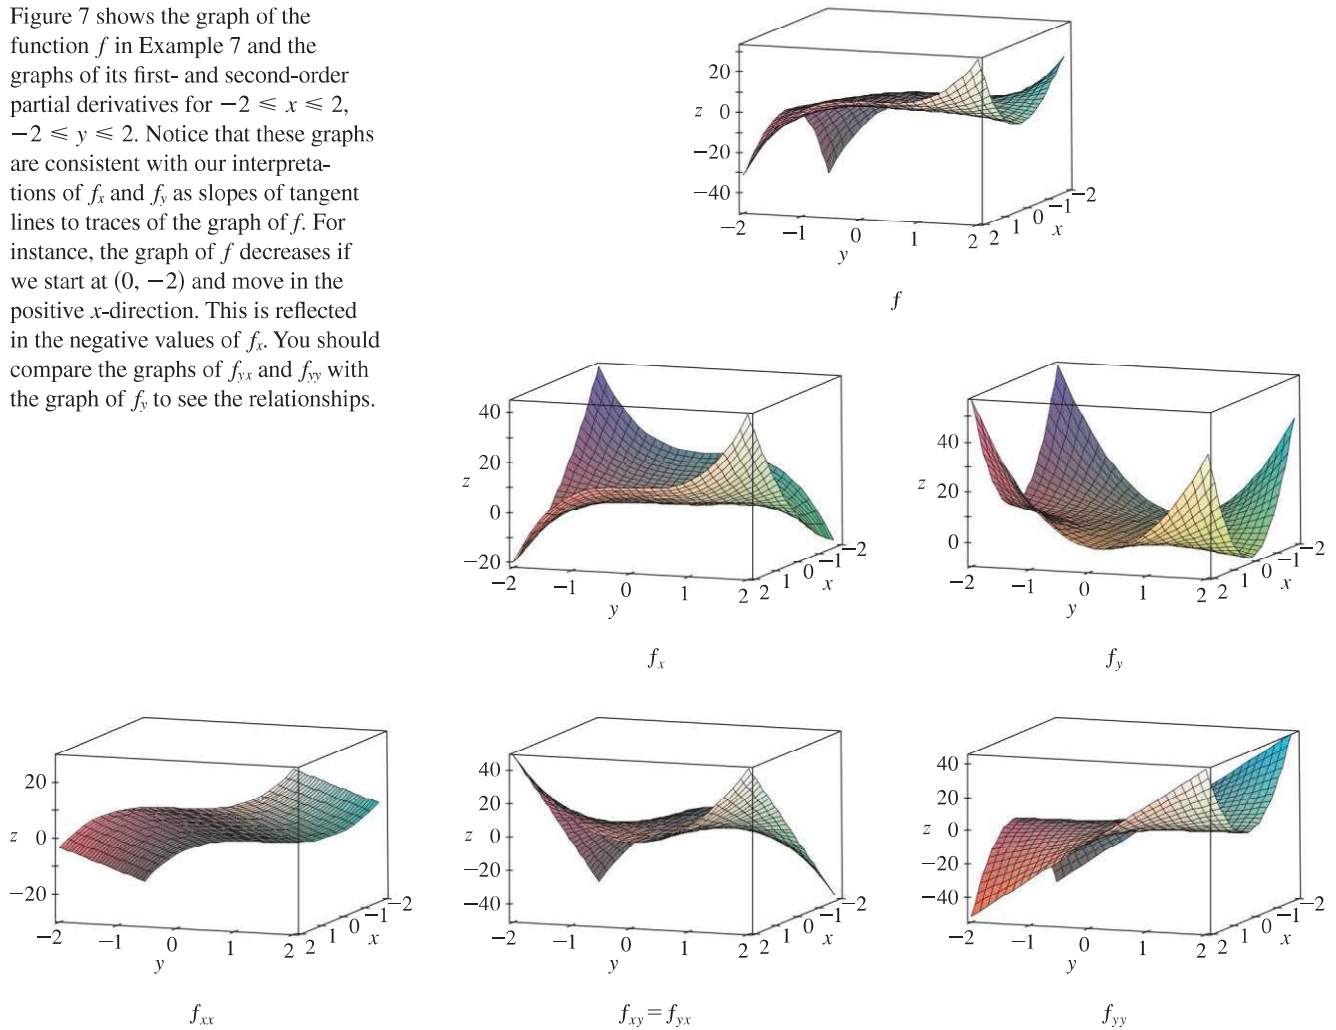 Figure 7 shows the graph of the
function f in Example 7 and the
graphs of its first- and second-order
partial derivatives for −2 ≤ x ≤ 2,
−2 ≤ y ≤ 2. Notice that these graphs
are consistent with our interpreta-
tions of fₓ and f_y as slopes of tangent
lines to traces of the graph of f. For
instance, the graph of f decreases if
we start at (0, −2) and move in the
positive x-direction. This is reflected
in the negative values of fₓ. You should
compare the graphs of f_yx and f_yy with
the graph of f_y to see the relationships.
20
z 0
−20
−40
−2 −1 0 1 2 2 1 0 −1 −2
y x
f
40
20
z
0
−20
−2 −1 0 1 2 2 1 0 −1 −2
y x
fₓ
40
z
20
0
−2 −1 0 1 2 2 1 0 −1 −2
y x
f_y
20
z 0
−20
−2 −1 0 1 2 2 1 0 −1 −2
y x
f_xx
40
20
z 0
−20
−40
−2 −1 0 1 2 2 1 0 −1 −2
y x
f_xy = f_yx
40
20
z 0
−20
−40
−2 −1 0 1 2 2 1 0 −1 −2
y x
f_yy